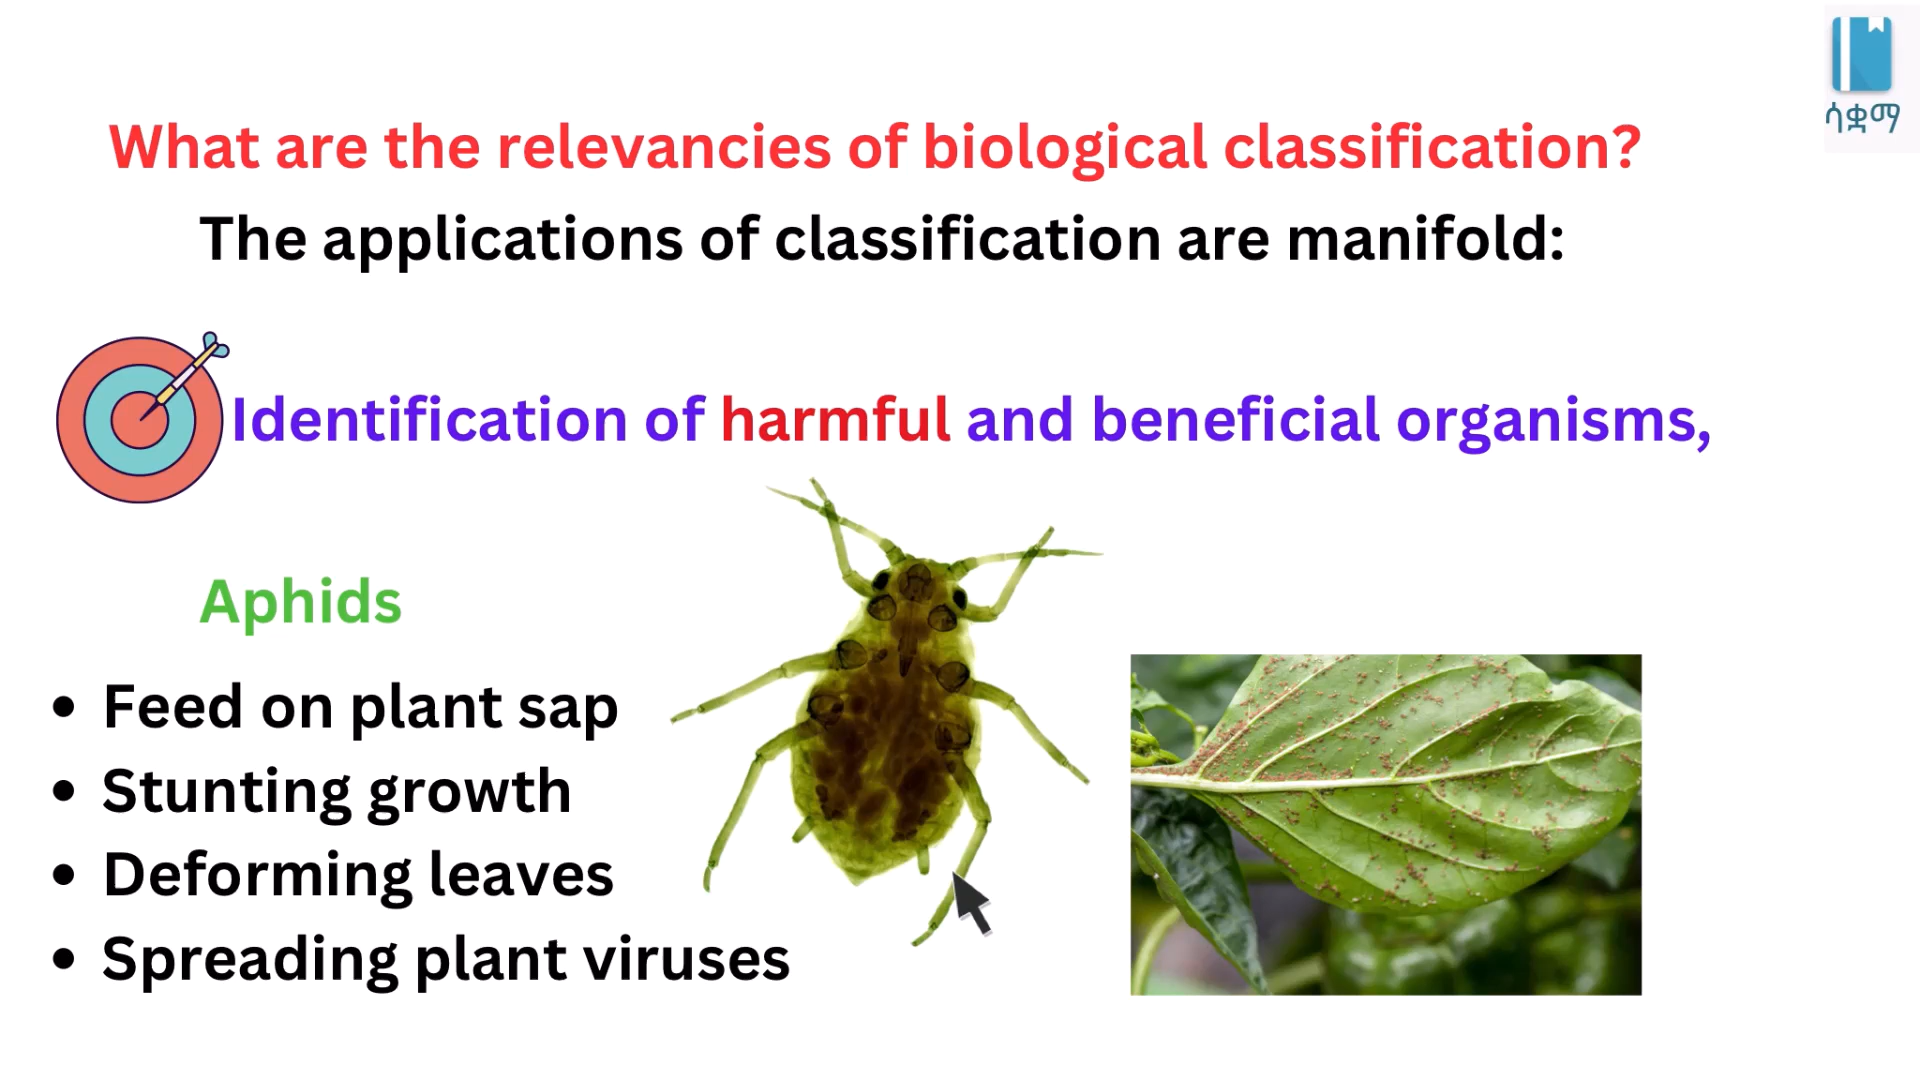 ሳቋማ
What are the relevancies of biological classification?
The applications of classification are manifold:
Identification of harmful and beneficial organisms,
Aphids
• Feed on plant sap
• Stunting growth
• Deforming leaves
• Spreading plant viruses